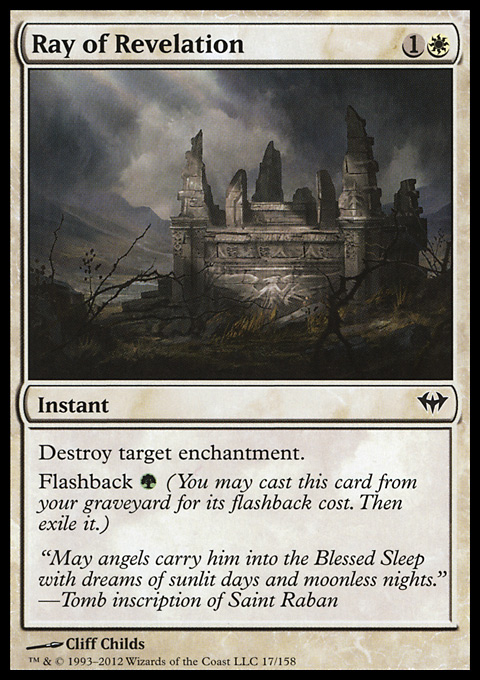 Ray of Revelation 1
Instant
Destroy target enchantment.
Flashback (You may cast this card from
your graveyard for its flashback cost. Then
exile it.)
“May angels carry him into the Blessed Sleep
with dreams of sunlit days and moonless nights.”
—Tomb inscription of Saint Raban
Cliff Childs
™ & © 1993–2012 Wizards of the Coast LLC 17/158